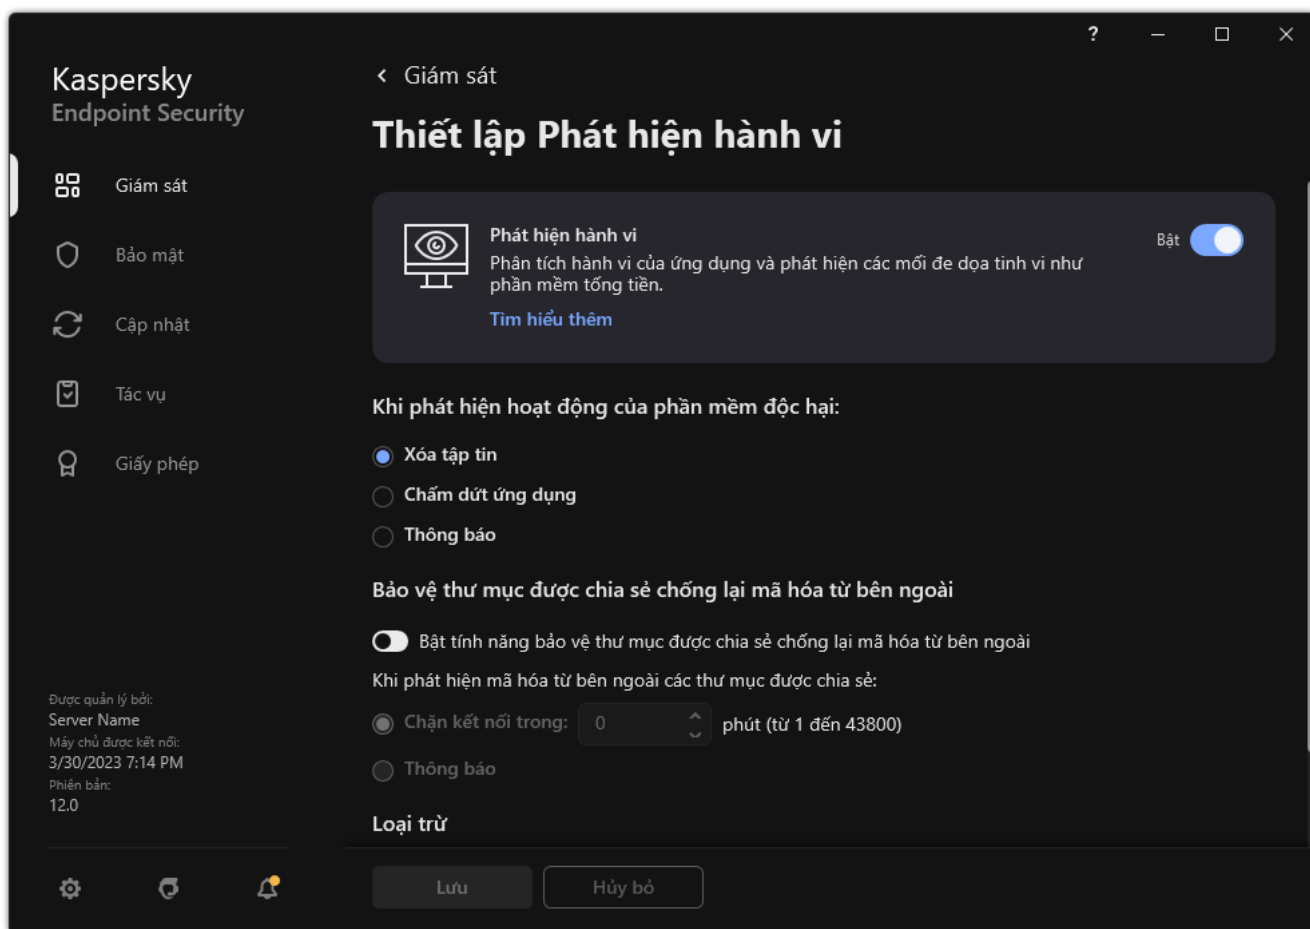 ?
Kaspersky
Endpoint Security
Giám sát
Bảo mật
Cập nhật
Tác vụ
Giấy phép
Được quản lý bởi:
Server Name
Máy chủ được kết nối:
3/30/2023 7:14 PM
Phiên bản:
12.0
Giám sát
Thiết lập Phát hiện hành vi
Phát hiện hành vi
Bật
Phân tích hành vi của ứng dụng và phát hiện các mối đe dọa tinh vi như
phần mềm tống tiền.
Tìm hiểu thêm
Khi phát hiện hoạt động của phần mềm độc hại:
Xóa tập tin
Chấm dứt ứng dụng
Thông báo
Bảo vệ thư mục được chia sẻ chống lại mã hóa từ bên ngoài
Bật tính năng bảo vệ thư mục được chia sẻ chống lại mã hóa từ bên ngoài
Khi phát hiện mã hóa từ bên ngoài các thư mục được chia sẻ:
Chặn kết nối trong: 0 phút (từ 1 đến 43800)
Thông báo
Loại trừ
Lưu Hủy bỏ